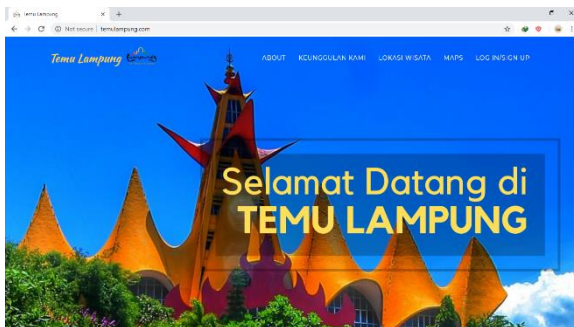 Temu Lampung
Not secure | temulampung.com
Temu Lampung
ABOUT KEUNGGULAN KAMI LOKASI WISATA MAPS LOG IN/SIGN UP
Selamat Datang di
TEMU LAMPUNG